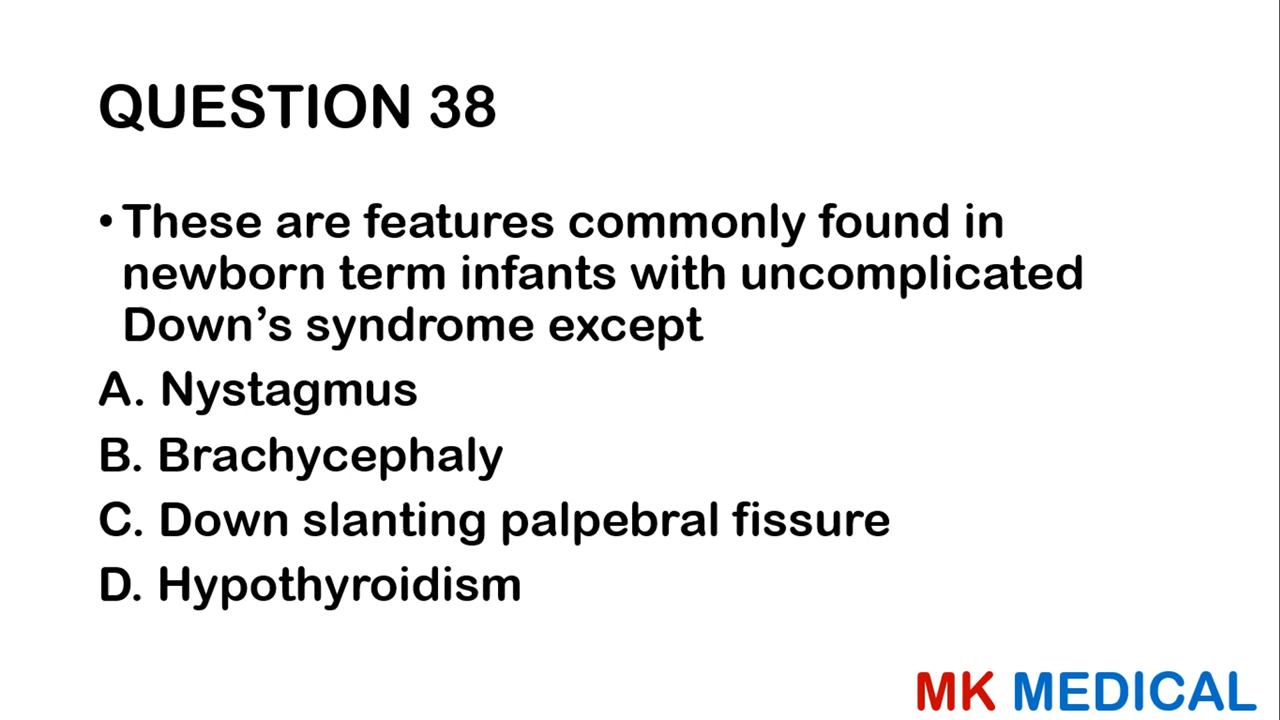 QUESTION 38
• These are features commonly found in
newborn term infants with uncomplicated
Down’s syndrome except
A. Nystagmus
B. Brachycephaly
C. Down slanting palpebral fissure
D. Hypothyroidism
MK MEDICAL